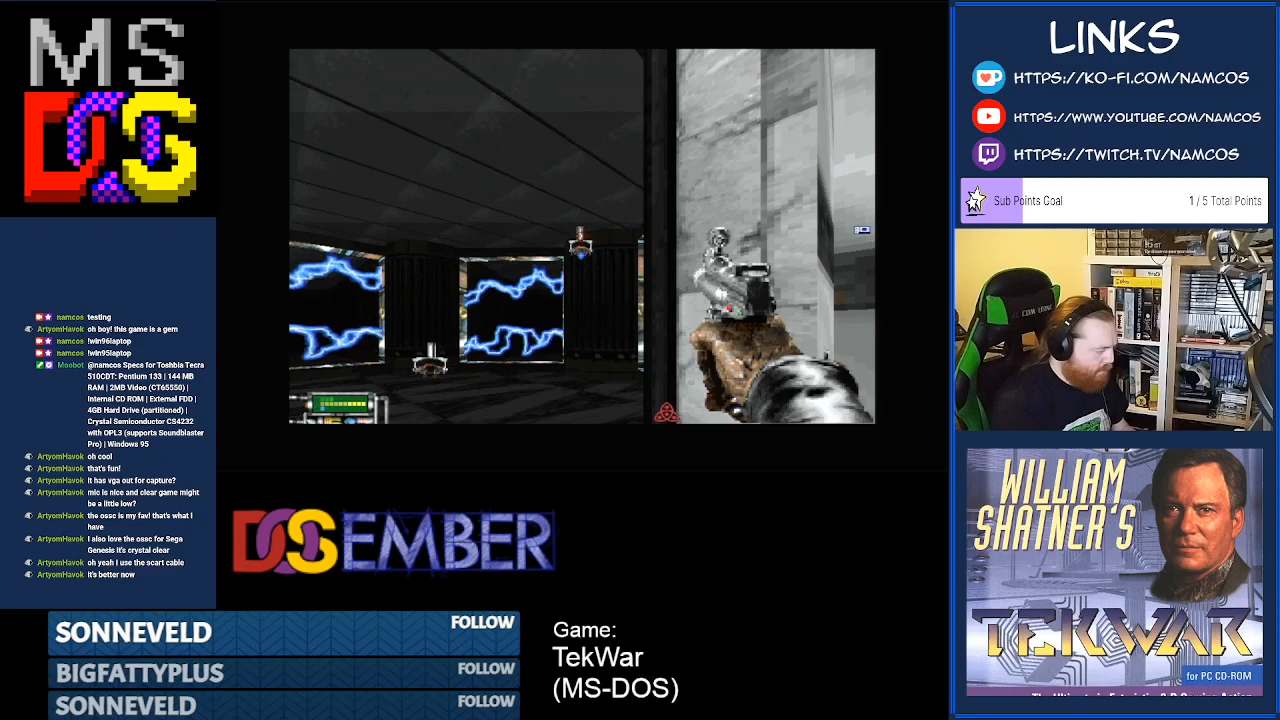 MS
DOS
namcos testing
ArtyomHavok oh boy! this game is a gem
namcos !win96laptop
namcos !win95laptop
Moobot @namcos Specs for Toshbia Tecra
510CDT: Pentium 133 | 144 MB
RAM | 2MB Video (CT65550) |
Internal CD ROM | External FDD |
4GB Hard Drive (partitioned) |
Crystal Semiconductor CS4232
with OPL3 (supports Soundblaster
Pro) | Windows 95
ArtyomHavok oh cool
ArtyomHavok that's fun!
ArtyomHavok it has vga out for capture?
ArtyomHavok mic is nice and clear game might
be a little low?
ArtyomHavok the ossc is my fav! that's what I
have
ArtyomHavok I also love the ossc for Sega
Genesis it's crystal clear
ArtyomHavok oh yeah I use the scart cable
ArtyomHavok it's better now
DOSEMBER
SONNEVELD FOLLOW
BIGFATTYPLUS FOLLOW
SONNEVELD FOLLOW
Game:
TekWar
(MS-DOS)
LINKS
HTTPS://KO-FI.COM/NAMCOS
HTTPS://WWW.YOUTUBE.COM/NAMCOS
HTTPS://TWITCH.TV/NAMCOS
Sub Points Goal 1 / 5 Total Points
WILLIAM
SHATNER'S
TEKWAR
for PC CD-ROM